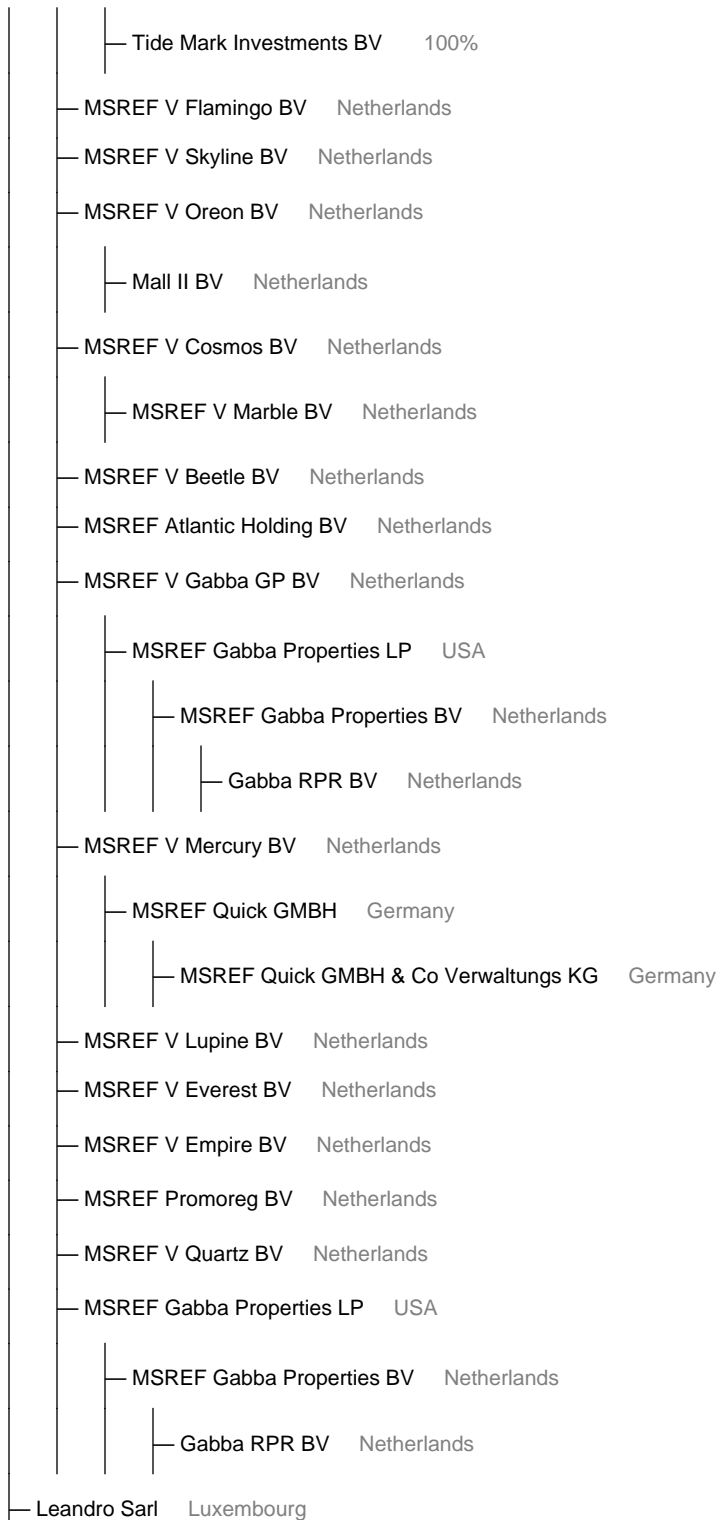 Tide Mark Investments BV 100%
MSREF V Flamingo BV Netherlands
MSREF V Skyline BV Netherlands
MSREF V Oreon BV Netherlands
Mall II BV Netherlands
MSREF V Cosmos BV Netherlands
MSREF V Marble BV Netherlands
MSREF V Beetle BV Netherlands
MSREF Atlantic Holding BV Netherlands
MSREF V Gabba GP BV Netherlands
MSREF Gabba Properties LP USA
MSREF Gabba Properties BV Netherlands
Gabba RPR BV Netherlands
MSREF V Mercury BV Netherlands
MSREF Quick GMBH Germany
MSREF Quick GMBH & Co Verwaltungs KG Germany
MSREF V Lupine BV Netherlands
MSREF V Everest BV Netherlands
MSREF V Empire BV Netherlands
MSREF Promoreg BV Netherlands
MSREF V Quartz BV Netherlands
MSREF Gabba Properties LP USA
MSREF Gabba Properties BV Netherlands
Gabba RPR BV Netherlands
Leandro Sarl Luxembourg